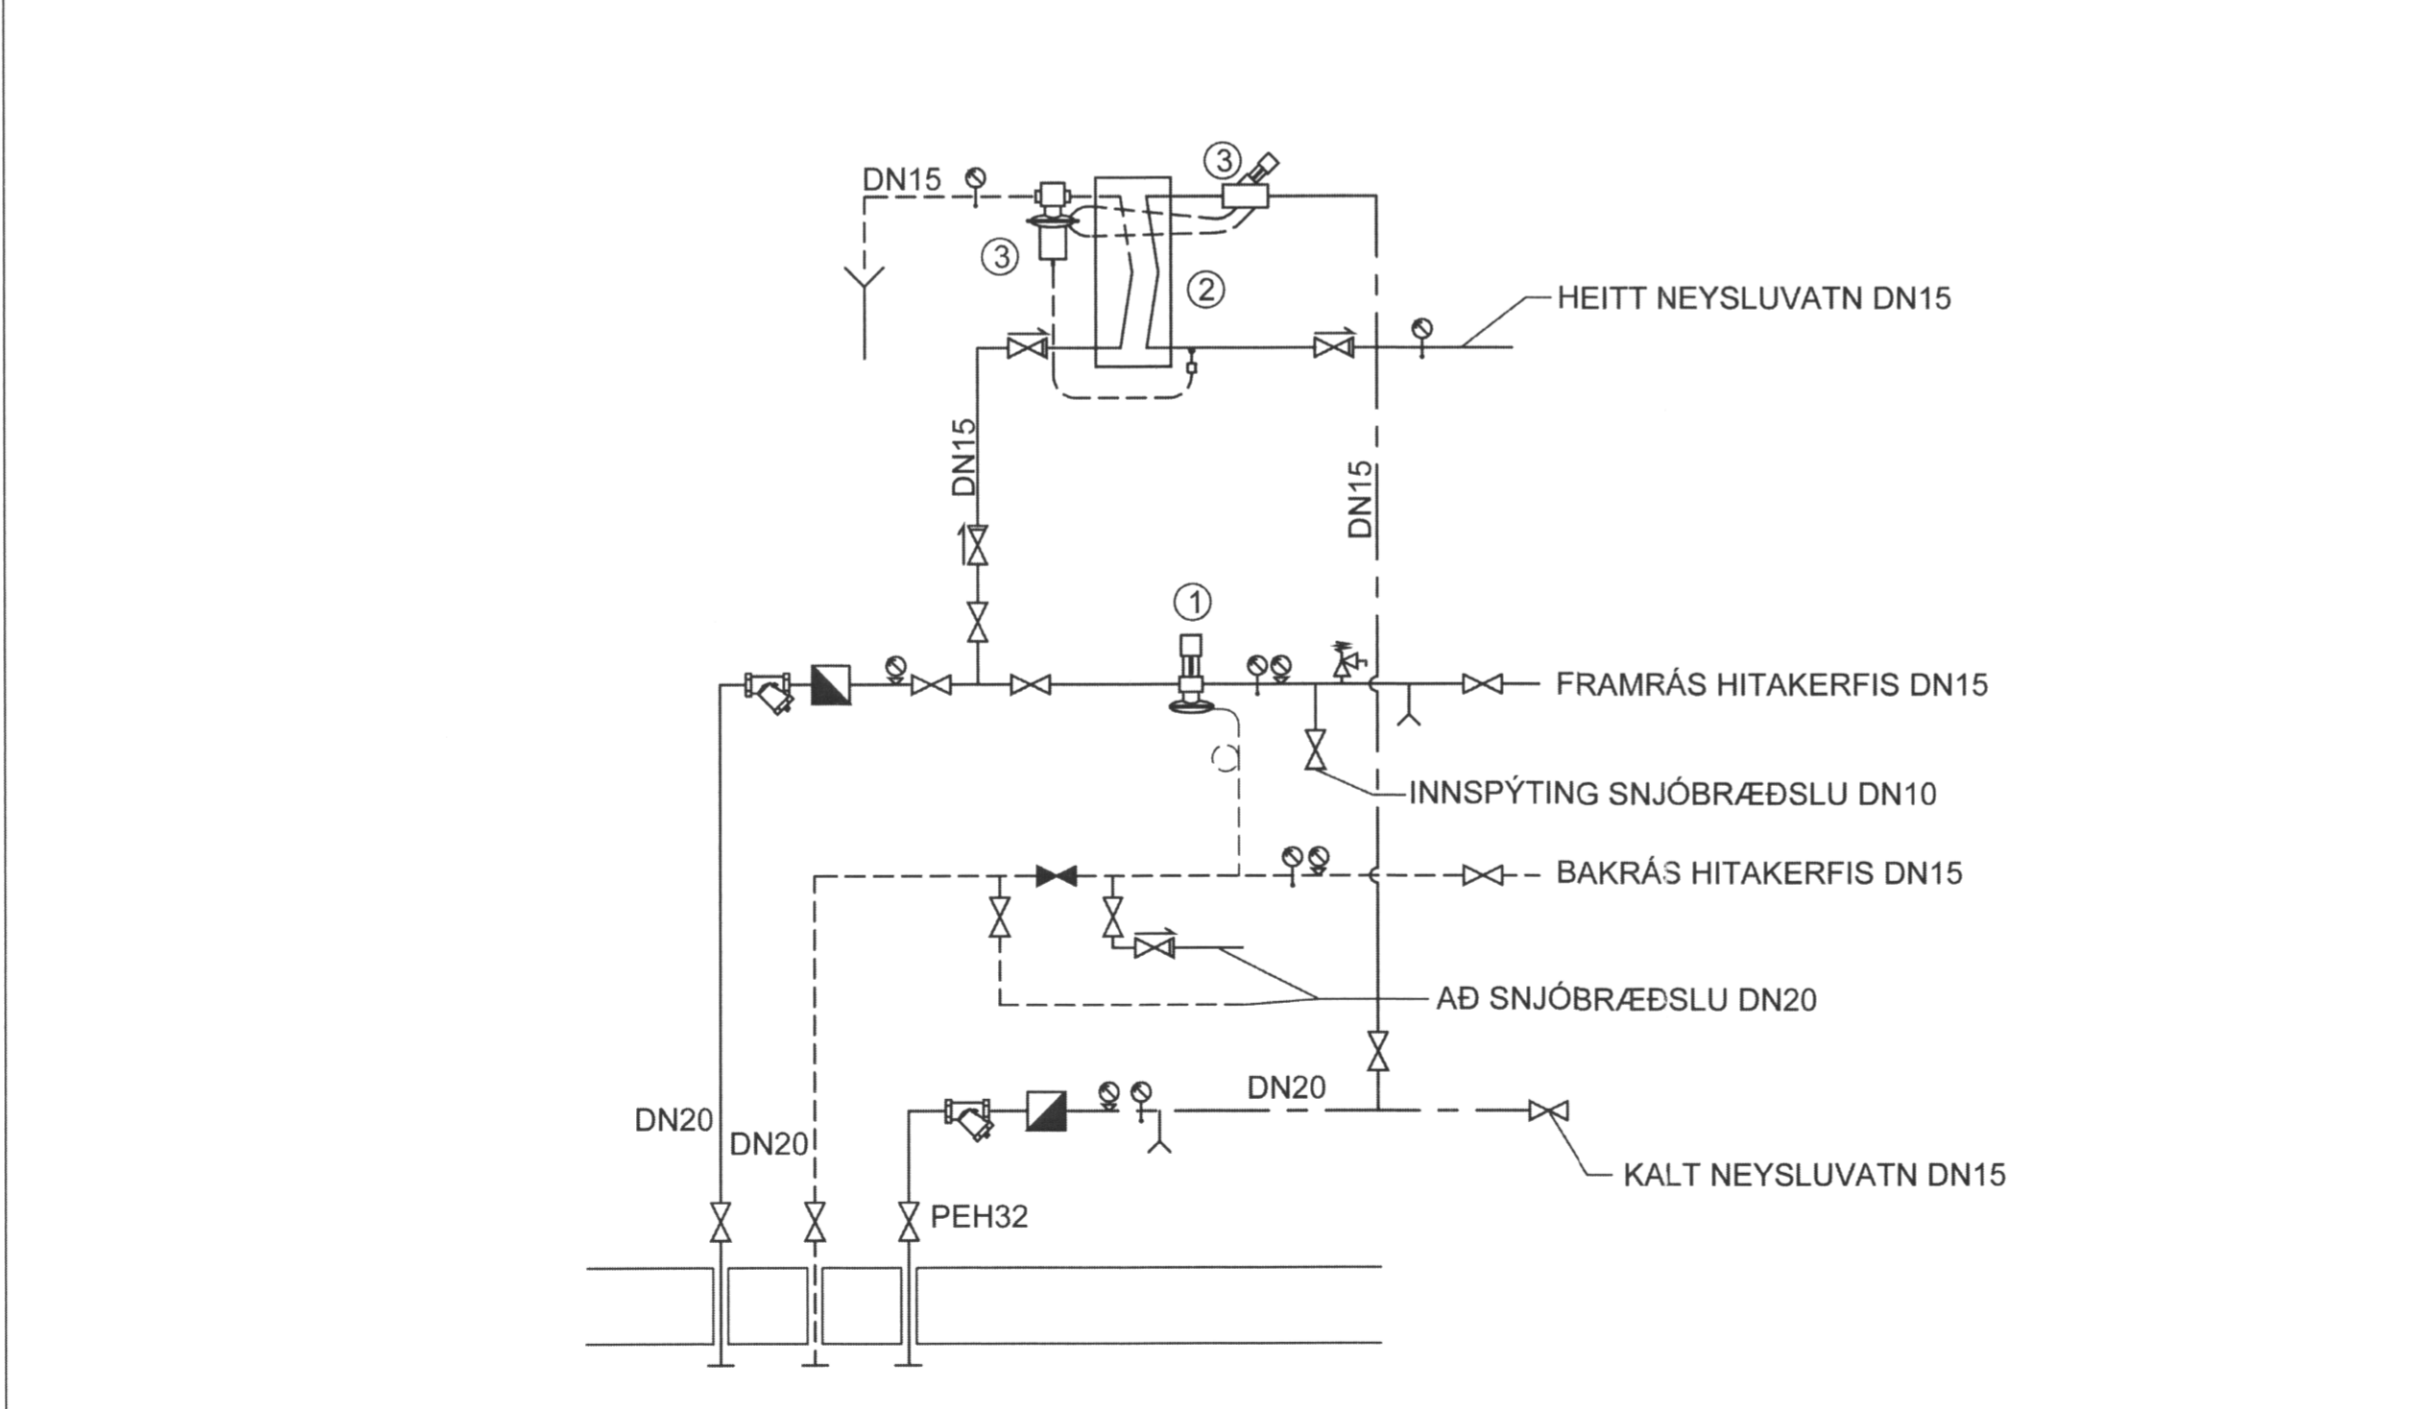 3
DN15
3
2
HEITT NEYSLUVATN DN15
DN15
DN15
1
FRAMRÁS HITAKERFIS DN15
INNSPÝTING SNJÓBRÆÐSLU DN10
BAKRÁS HITAKERFIS DN15
AÐ SNJÓBRÆÐSLU DN20
DN20
DN20
DN20
KALT NEYSLUVATN DN15
PEH32